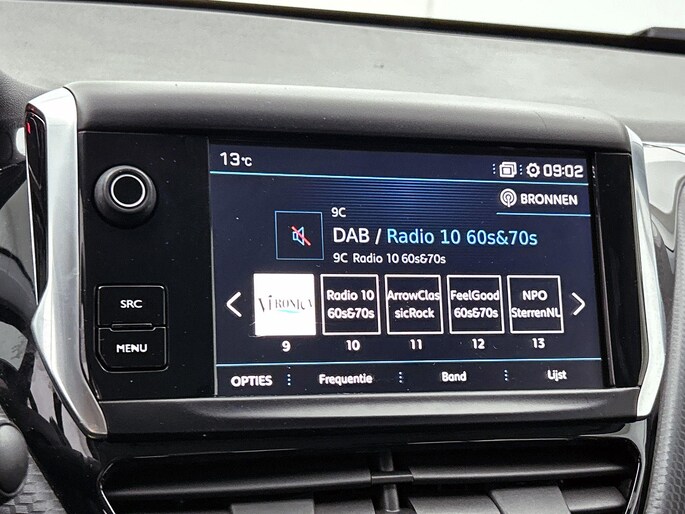 13°C
09:02
BRONNEN
9C
DAB / Radio 10 60s&70s
9C Radio 10 60s&70s
SRC
MENU
VERONICA
Radio 10
60s&70s
ArrowClas
sicRock
FeelGood
60s&70s
NPO
SterrenNL
9 10 11 12 13
OPTIES Frequentie Band Lijst